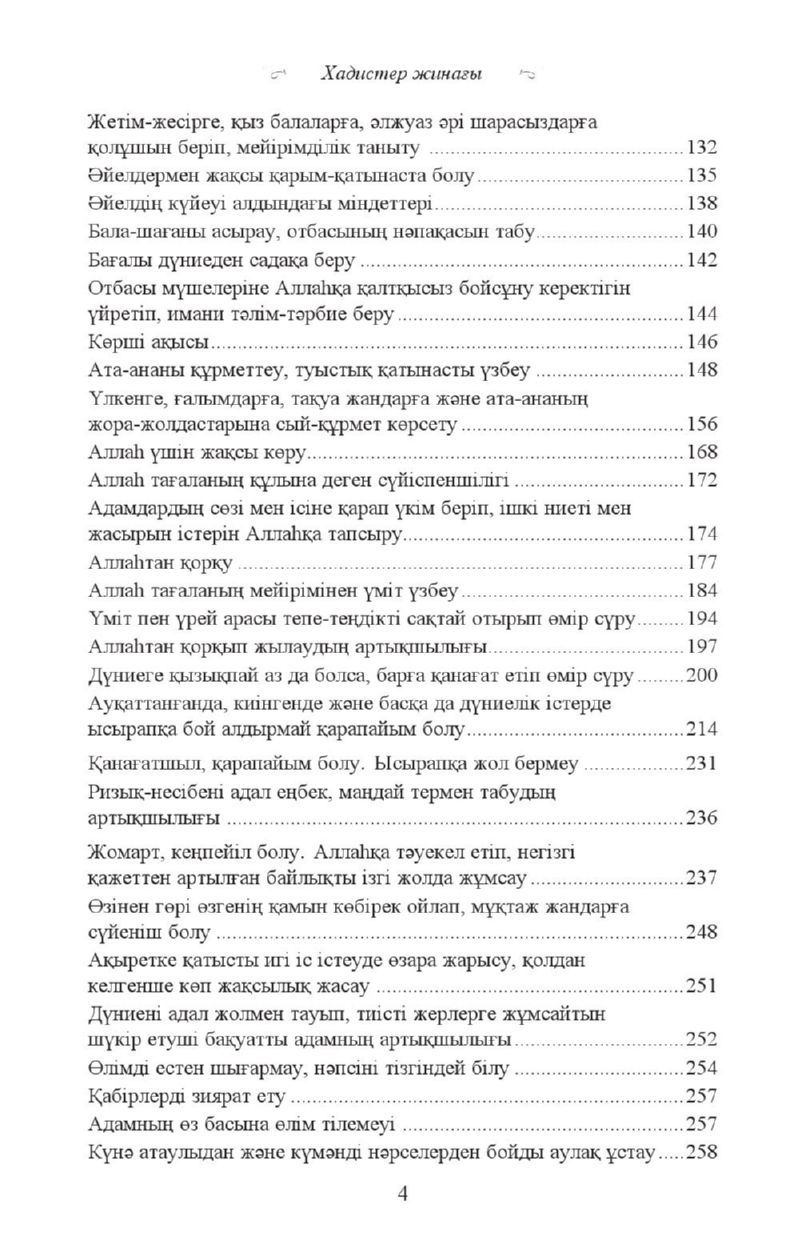 Хадистер жинағы
Жетім-жесірге, қыз балаларға, әлжуаз әрі шарасыздарға
қолұшын беріп, мейірімділік таныту ....................................132
Әйелдермен жақсы қарым-қатынаста болу..............................135
Әйелдің күйеуі алдындағы міндеттері....................................138
Бала-шағаны асырау, отбасының нәпақасын табу.....................140
Бағалы дүниеден садақа беру ..............................................142
Отбасы мүшелеріне Аллаһқа қалтқысыз бойсұну керектігін
үйретіп, имани тәлім-тәрбие беру.........................................144
Көрші ақысы.....................................................................146
Ата-ананы құрметтеу, туыстық қатынасты үзбеу .....................148
Үлкенге, ғалымдарға, тақуа жандарға және ата-ананың
жора-жолдастарына сый-құрмет көрсету ................................156
Аллаһ үшін жақсы көру.......................................................168
Аллаһ тағаланың құлына деген сүйіспеншілігі ........................172
Адамдардың сөзі мен ісіне қарап үкім беріп, ішкі ниеті мен
жасырын істерін Аллаһқа тапсыру........................................174
Аллаһтан қорқу .................................................................177
Аллаһ тағаланың мейірімінен үміт үзбеу ................................184
Үміт пен үрей арасы тепе-теңдікті сақтай отырып өмір сүру.........194
Аллаһтан қорқып жылаудың артықшылығы............................197
Дүниеге қызықпай аз да болса, барға қанағат етіп өмір сүру.........200
Ауқаттанғанда, киінгенде және басқа да дүниелік істерде
ысырапқа бой алдырмай қарапайым болу...............................214
Қанағатшыл, қарапайым болу. Ысырапқа жол бермеу ...............231
Ризық-несібені адал еңбек, маңдай термен табудың
артықшылығы ..................................................................236
Жомарт, кеңпейіл болу. Аллаһқа тәуекел етіп, негізгі
қажеттен артылған байлықты ізгі жолда жұмсау ......................237
Өзінен гөрі өзгенің қамын көбірек ойлап, мұқтаж жандарға
сүйеніш болу ....................................................................248
Ақыретке қатысты игі іс істеуде өзара жарысу, қолдан
келгенше көп жақсылық жасау ............................................251
Дүниені адал жолмен тауып, тиісті жерлерге жұмсайтын
шүкір етуші бақуатты адамның артықшылығы.........................252
Өлімді естен шығармау, нәпсіні тізгіндей білу ........................254
Қабірлерді зиярат ету .........................................................257
Адамның өз басына өлім тілемеуі .........................................257
Күнә атаулыдан және күмәнді нәрселерден бойды аулақ ұстау.....258
4